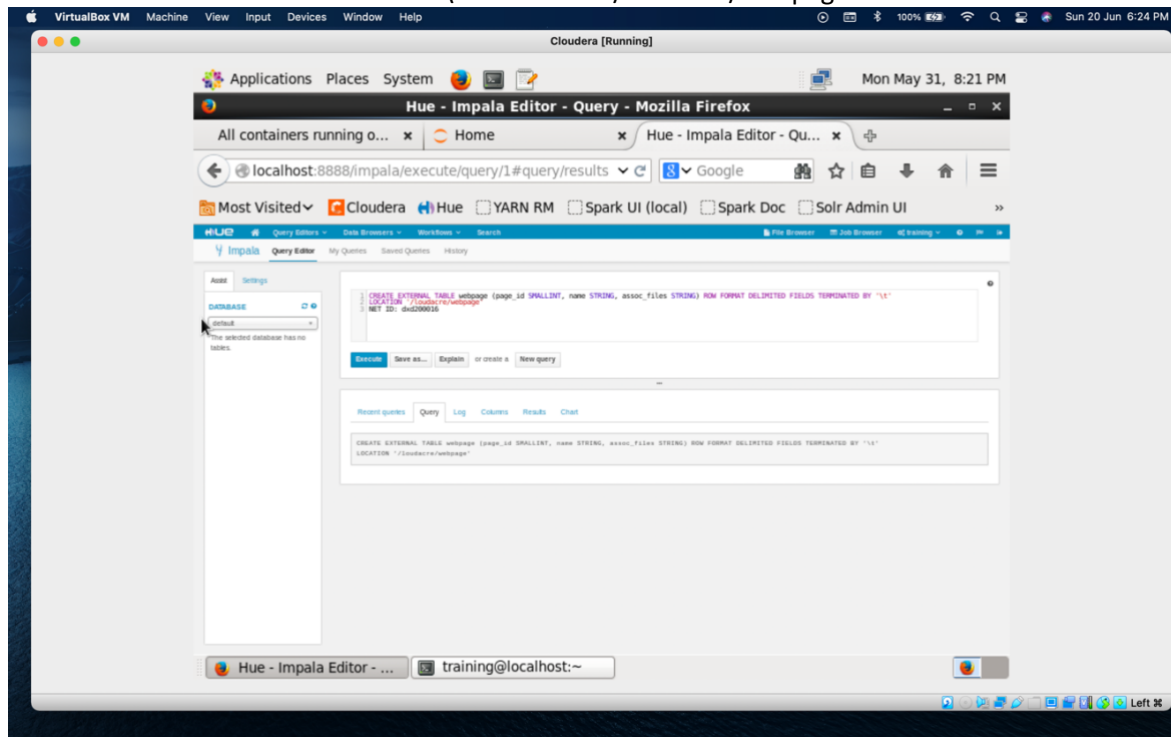 VirtualBox VM Machine View Input Devices Window Help 100% Sun 20 Jun 6:24 PM
Cloudera [Running]
Applications Places System Mon May 31, 8:21 PM
Hue - Impala Editor - Query - Mozilla Firefox
All containers running o... Home Hue - Impala Editor - Qu...
localhost:8888/impala/execute/query/1#query/results Google
Most Visited Cloudera Hue YARN RM Spark UI (local) Spark Doc Solr Admin UI »
HUE Query Editors Data Browsers Workflows Search File Browser Job Browser training
Impala Query Editor My Queries Saved Queries History
Assist Settings
DATABASE
default
The selected database has no
tables.
1 CREATE EXTERNAL TABLE webpage (page_id SMALLINT, name STRING, assoc_files STRING) ROW FORMAT DELIMITED FIELDS TERMINATED BY '\t'
2 LOCATION '/loudacre/webpage'
3 NET ID: dxd200016
Execute Save as... Explain or create a New query
Recent queries Query Log Columns Results Chart
CREATE EXTERNAL TABLE webpage (page_id SMALLINT, name STRING, assoc_files STRING) ROW FORMAT DELIMITED FIELDS TERMINATED BY '\t'
LOCATION '/loudacre/webpage'
Hue - Impala Editor - ... training@localhost:~
Left ⌘